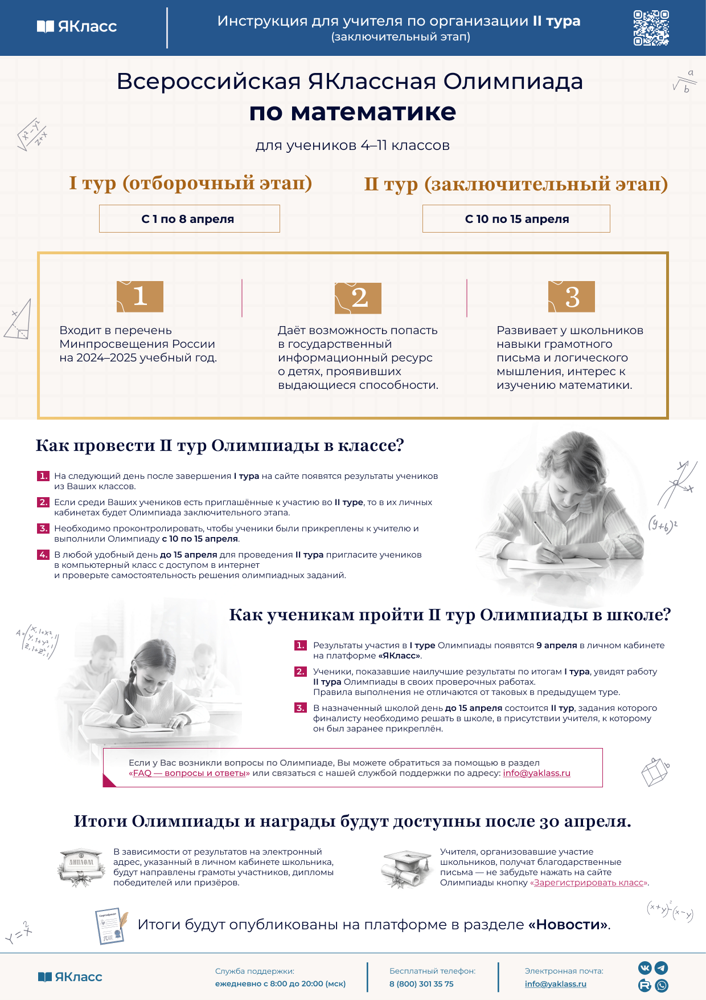 ЯКласс
Инструкция для учителя по организации II тура
(заключительный этап)
Всероссийская ЯКлассная Олимпиада
по математике
для учеников 4–11 классов
I тур (отборочный этап)
С 1 по 8 апреля
II тур (заключительный этап)
С 10 по 15 апреля
1
Входит в перечень
Минпросвещения России
на 2024–2025 учебный год.
2
Даёт возможность попасть
в государственный
информационный ресурс
о детях, проявивших
выдающиеся способности.
3
Развивает у школьников
навыки грамотного
письма и логического
мышления, интерес к
изучению математики.
Как провести II тур Олимпиады в классе?
1. На следующий день после завершения I тура на сайте появятся результаты учеников
из Ваших классов.
2. Если среди Ваших учеников есть приглашённые к участию во II туре, то в их личных
кабинетах будет Олимпиада заключительного этапа.
3. Необходимо проконтролировать, чтобы ученики были прикреплены к учителю и
выполнили Олимпиаду с 10 по 15 апреля.
4. В любой удобный день до 15 апреля для проведения II тура пригласите учеников
в компьютерный класс с доступом в интернет
и проверьте самостоятельность решения олимпиадных заданий.
Как ученикам пройти II тур Олимпиады в школе?
1. Результаты участия в I туре Олимпиады появятся 9 апреля в личном кабинете
на платформе «ЯКласс».
2. Ученики, показавшие наилучшие результаты по итогам I тура, увидят работу
II тура Олимпиады в своих проверочных работах.
Правила выполнения не отличаются от таковых в предыдущем туре.
3. В назначенный школой день до 15 апреля состоится II тур, задания которого
финалисту необходимо решать в школе, в присутствии учителя, к которому
он был заранее прикреплён.
Если у Вас возникли вопросы по Олимпиаде, Вы можете обратиться за помощью в раздел
«FAQ — вопросы и ответы» или связаться с нашей службой поддержки по адресу: info@yaklass.ru
Итоги Олимпиады и награды будут доступны после 30 апреля.
ДИПЛОМ
В зависимости от результатов на электронный
адрес, указанный в личном кабинете школьника,
будут направлены грамоты участников, дипломы
победителей или призёров.
Учителя, организовавшие участие
школьников, получат благодарственные
письма — не забудьте нажать на сайте
Олимпиады кнопку «Зарегистрировать класс».
Сертификат
Итоги будут опубликованы на платформе в разделе «Новости».
ЯКласс
Служба поддержки:
ежедневно с 8:00 до 20:00 (мск)
Бесплатный телефон:
8 (800) 301 35 75
Электронная почта:
info@yaklass.ru